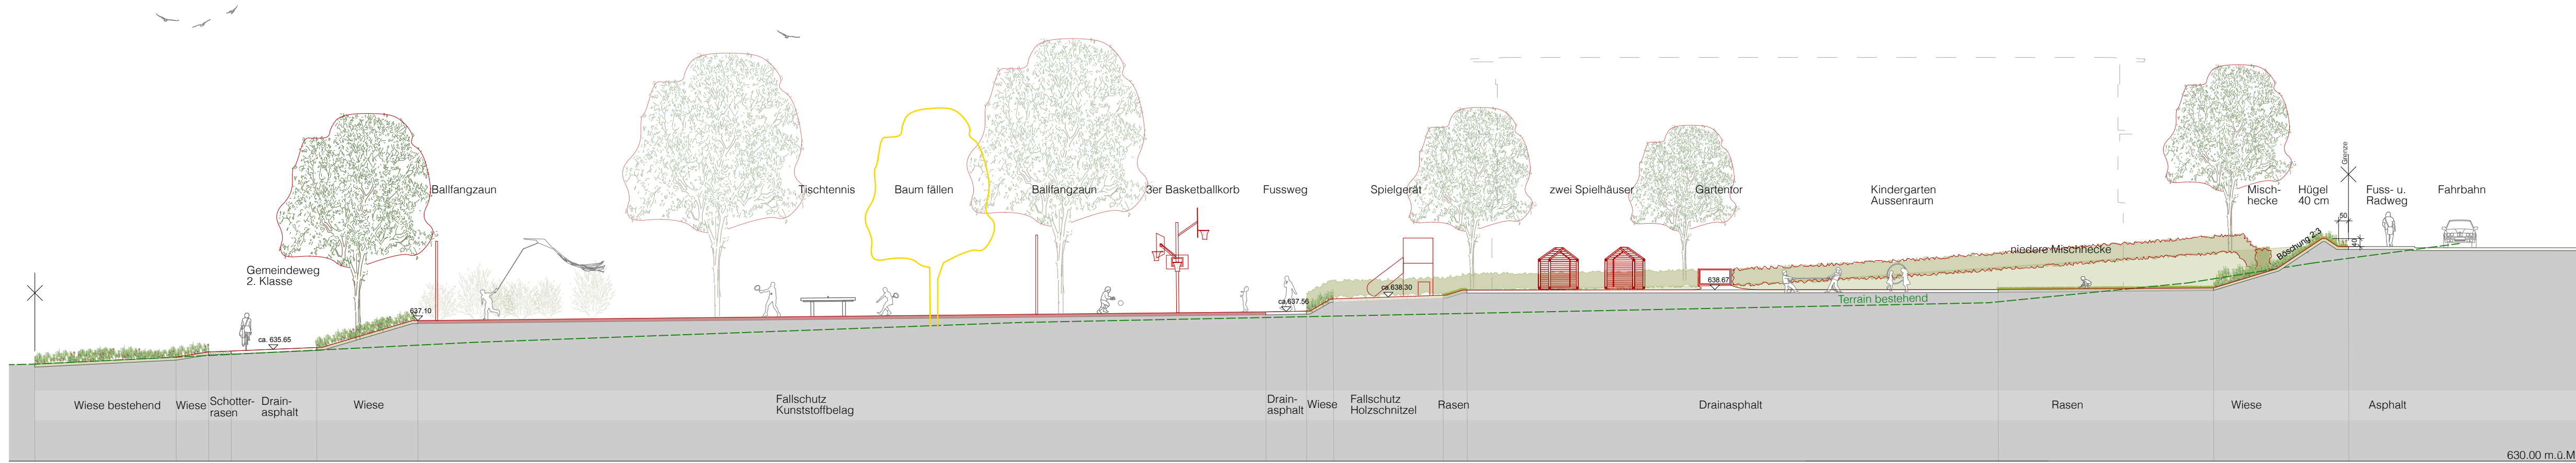 Grenze
Ballfangzaun
Tischtennis
Baum fällen
Ballfangzaun
3er Basketballkorb
Fussweg
Spielgerät
zwei Spielhäuser
Gartentor
Kindergarten
Aussenraum
Misch-
hecke
Hügel
40 cm
Fuss- u.
Radweg
Fahrbahn
50
40
Böschung 2:3
niedere Mischhecke
Gemeindeweg
2. Klasse
638.67
ca.638.30
Terrain bestehend
ca.637.56
637.10
ca. 635.65
Wiese bestehend
Wiese
Schotter-
rasen
Drain-
asphalt
Wiese
Fallschutz
Kunststoffbelag
Drain-
asphalt
Wiese
Fallschutz
Holzschnitzel
Rasen
Drainasphalt
Rasen
Wiese
Asphalt
630.00 m.ü.M